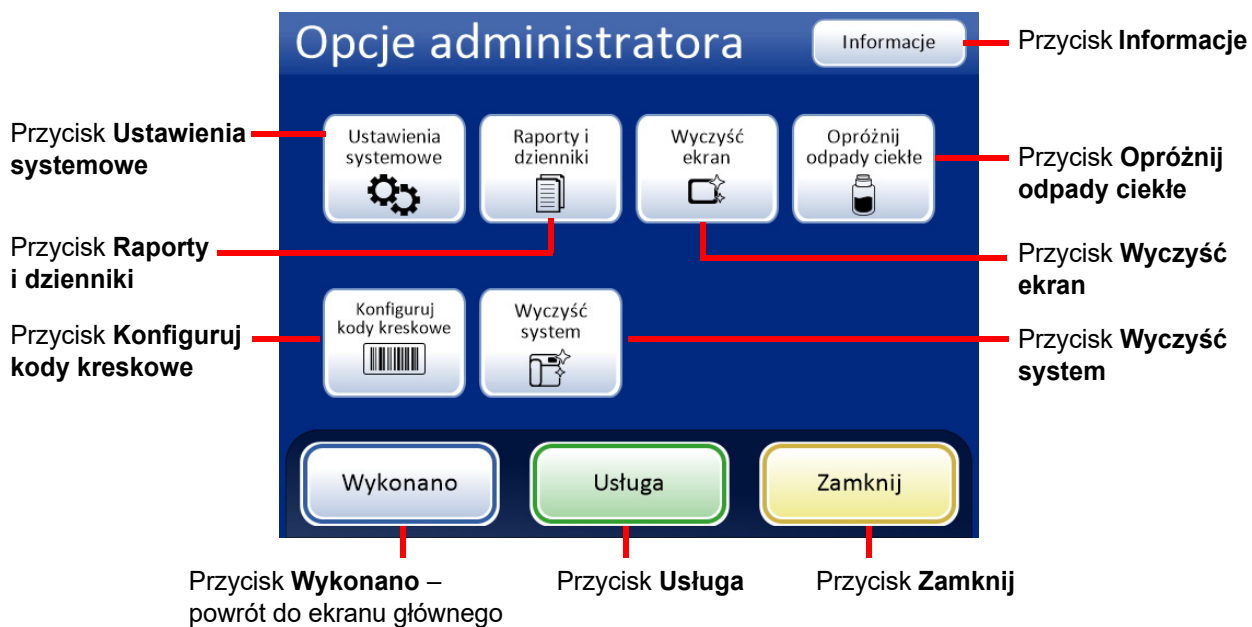 Opcje administratora
Informacje
Przycisk Informacje
Przycisk Ustawienia
systemowe
Ustawienia
systemowe
Raporty i
dzienniki
Wyczyść
ekran
Opróżnij
odpady ciekłe
Przycisk Opróżnij
odpady ciekłe
Przycisk Raporty
i dzienniki
Przycisk Wyczyść
ekran
Przycisk Konfiguruj
kody kreskowe
Konfiguruj
kody kreskowe
Wyczyść
system
Przycisk Wyczyść
system
Wykonano
Usługa
Zamknij
Przycisk Wykonano –
powrót do ekranu głównego
Przycisk Usługa
Przycisk Zamknij